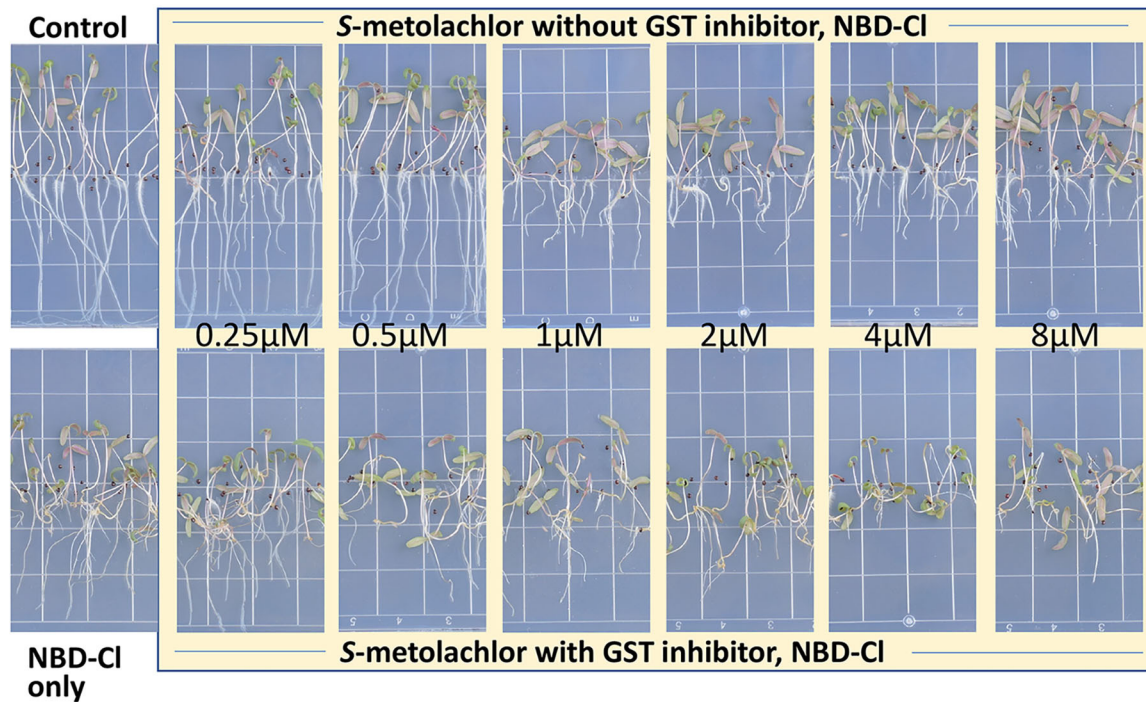 Control
S-metolachlor without GST inhibitor, NBD-Cl
0.25µM 0.5µM 1µM 2µM 4µM 8µM
NBD-Cl
only
S-metolachlor with GST inhibitor, NBD-Cl